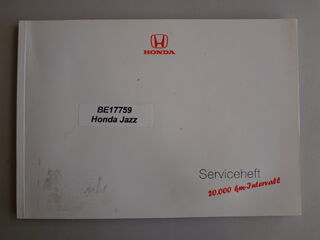 HONDA
BE17759
Honda Jazz
Serviceheft
20.000 km-Intervall